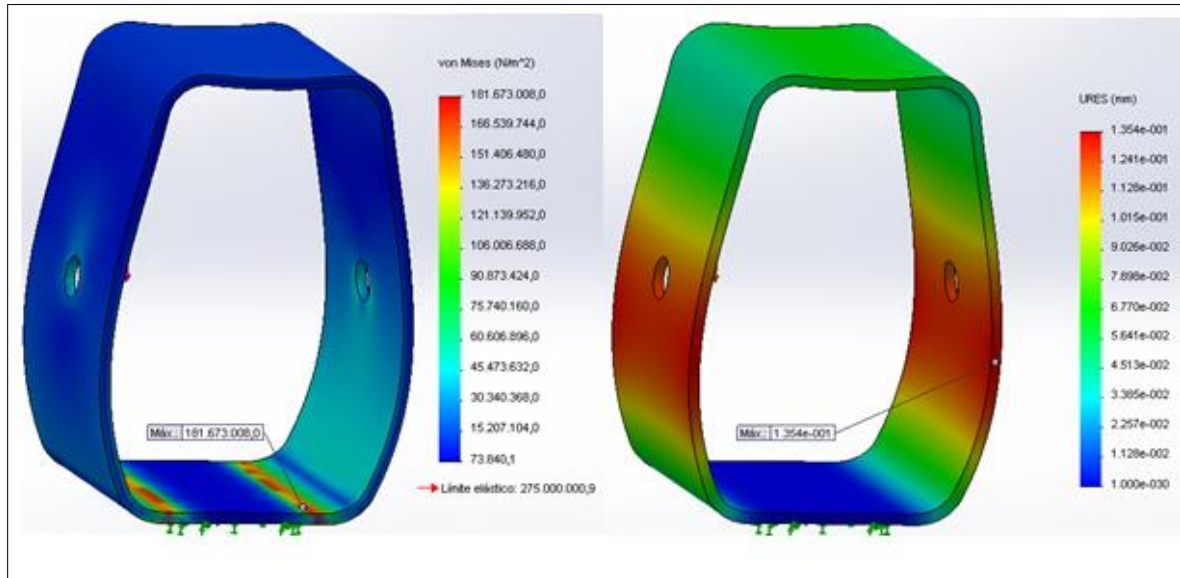 von Mises (N/m^2)
181.673.008,0
166.539.744,0
151.406.480,0
136.273.216,0
121.139.952,0
106.006.688,0
90.873.424,0
75.740.160,0
60.606.896,0
45.473.632,0
30.340.368,0
15.207.104,0
73.840,1
Límite elástico: 275.000.000,9
Máx.: 181.673.008,0
URES (mm)
1.354e-001
1.241e-001
1.128e-001
1.015e-001
9.026e-002
7.898e-002
6.770e-002
5.641e-002
4.513e-002
3.385e-002
2.257e-002
1.128e-002
1.000e-030
Máx.: 1.354e-001